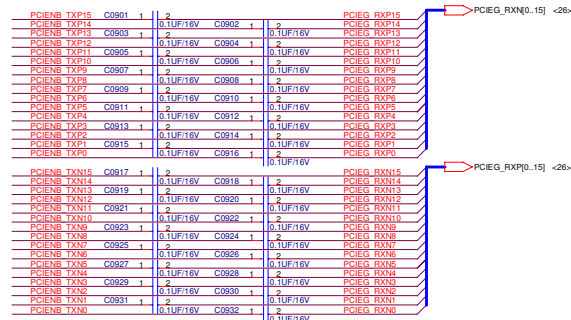 PCIENB_TXP15 C0901 1 2 PCIEG_RXP15 PCIEG_RXN[0..15] <26>
PCIENB_TXP14 0.1UF/16V C0902 1 2 PCIEG_RXP14
PCIENB_TXP13 C0903 1 2 0.1UF/16V PCIEG_RXP13
PCIENB_TXP12 0.1UF/16V C0904 1 2 PCIEG_RXP12
PCIENB_TXP11 C0905 1 2 0.1UF/16V PCIEG_RXP11
PCIENB_TXP10 0.1UF/16V C0906 1 2 PCIEG_RXP10
PCIENB_TXP9 C0907 1 2 0.1UF/16V PCIEG_RXP9
PCIENB_TXP8 0.1UF/16V C0908 1 2 PCIEG_RXP8
PCIENB_TXP7 C0909 1 2 0.1UF/16V PCIEG_RXP7
PCIENB_TXP6 0.1UF/16V C0910 1 2 PCIEG_RXP6
PCIENB_TXP5 C0911 1 2 0.1UF/16V PCIEG_RXP5
PCIENB_TXP4 0.1UF/16V C0912 1 2 PCIEG_RXP4
PCIENB_TXP3 C0913 1 2 0.1UF/16V PCIEG_RXP3
PCIENB_TXP2 0.1UF/16V C0914 1 2 PCIEG_RXP2
PCIENB_TXP1 C0915 1 2 0.1UF/16V PCIEG_RXP1
PCIENB_TXP0 0.1UF/16V C0916 1 2 PCIEG_RXP0
0.1UF/16V PCIEG_RXP[0..15] <26>
PCIENB_TXN15 C0917 1 2 PCIEG_RXN15
PCIENB_TXN14 0.1UF/16V C0918 1 2 PCIEG_RXN14
PCIENB_TXN13 C0919 1 2 0.1UF/16V PCIEG_RXN13
PCIENB_TXN12 0.1UF/16V C0920 1 2 PCIEG_RXN12
PCIENB_TXN11 C0921 1 2 0.1UF/16V PCIEG_RXN11
PCIENB_TXN10 0.1UF/16V C0922 1 2 PCIEG_RXN10
PCIENB_TXN9 C0923 1 2 0.1UF/16V PCIEG_RXN9
PCIENB_TXN8 0.1UF/16V C0924 1 2 PCIEG_RXN8
PCIENB_TXN7 C0925 1 2 0.1UF/16V PCIEG_RXN7
PCIENB_TXN6 0.1UF/16V C0926 1 2 PCIEG_RXN6
PCIENB_TXN5 C0927 1 2 0.1UF/16V PCIEG_RXN5
PCIENB_TXN4 0.1UF/16V C0928 1 2 PCIEG_RXN4
PCIENB_TXN3 C0929 1 2 0.1UF/16V PCIEG_RXN3
PCIENB_TXN2 0.1UF/16V C0930 1 2 PCIEG_RXN2
PCIENB_TXN1 C0931 1 2 0.1UF/16V PCIEG_RXN1
PCIENB_TXN0 0.1UF/16V C0932 1 2 PCIEG_RXN0
0.1UF/16V